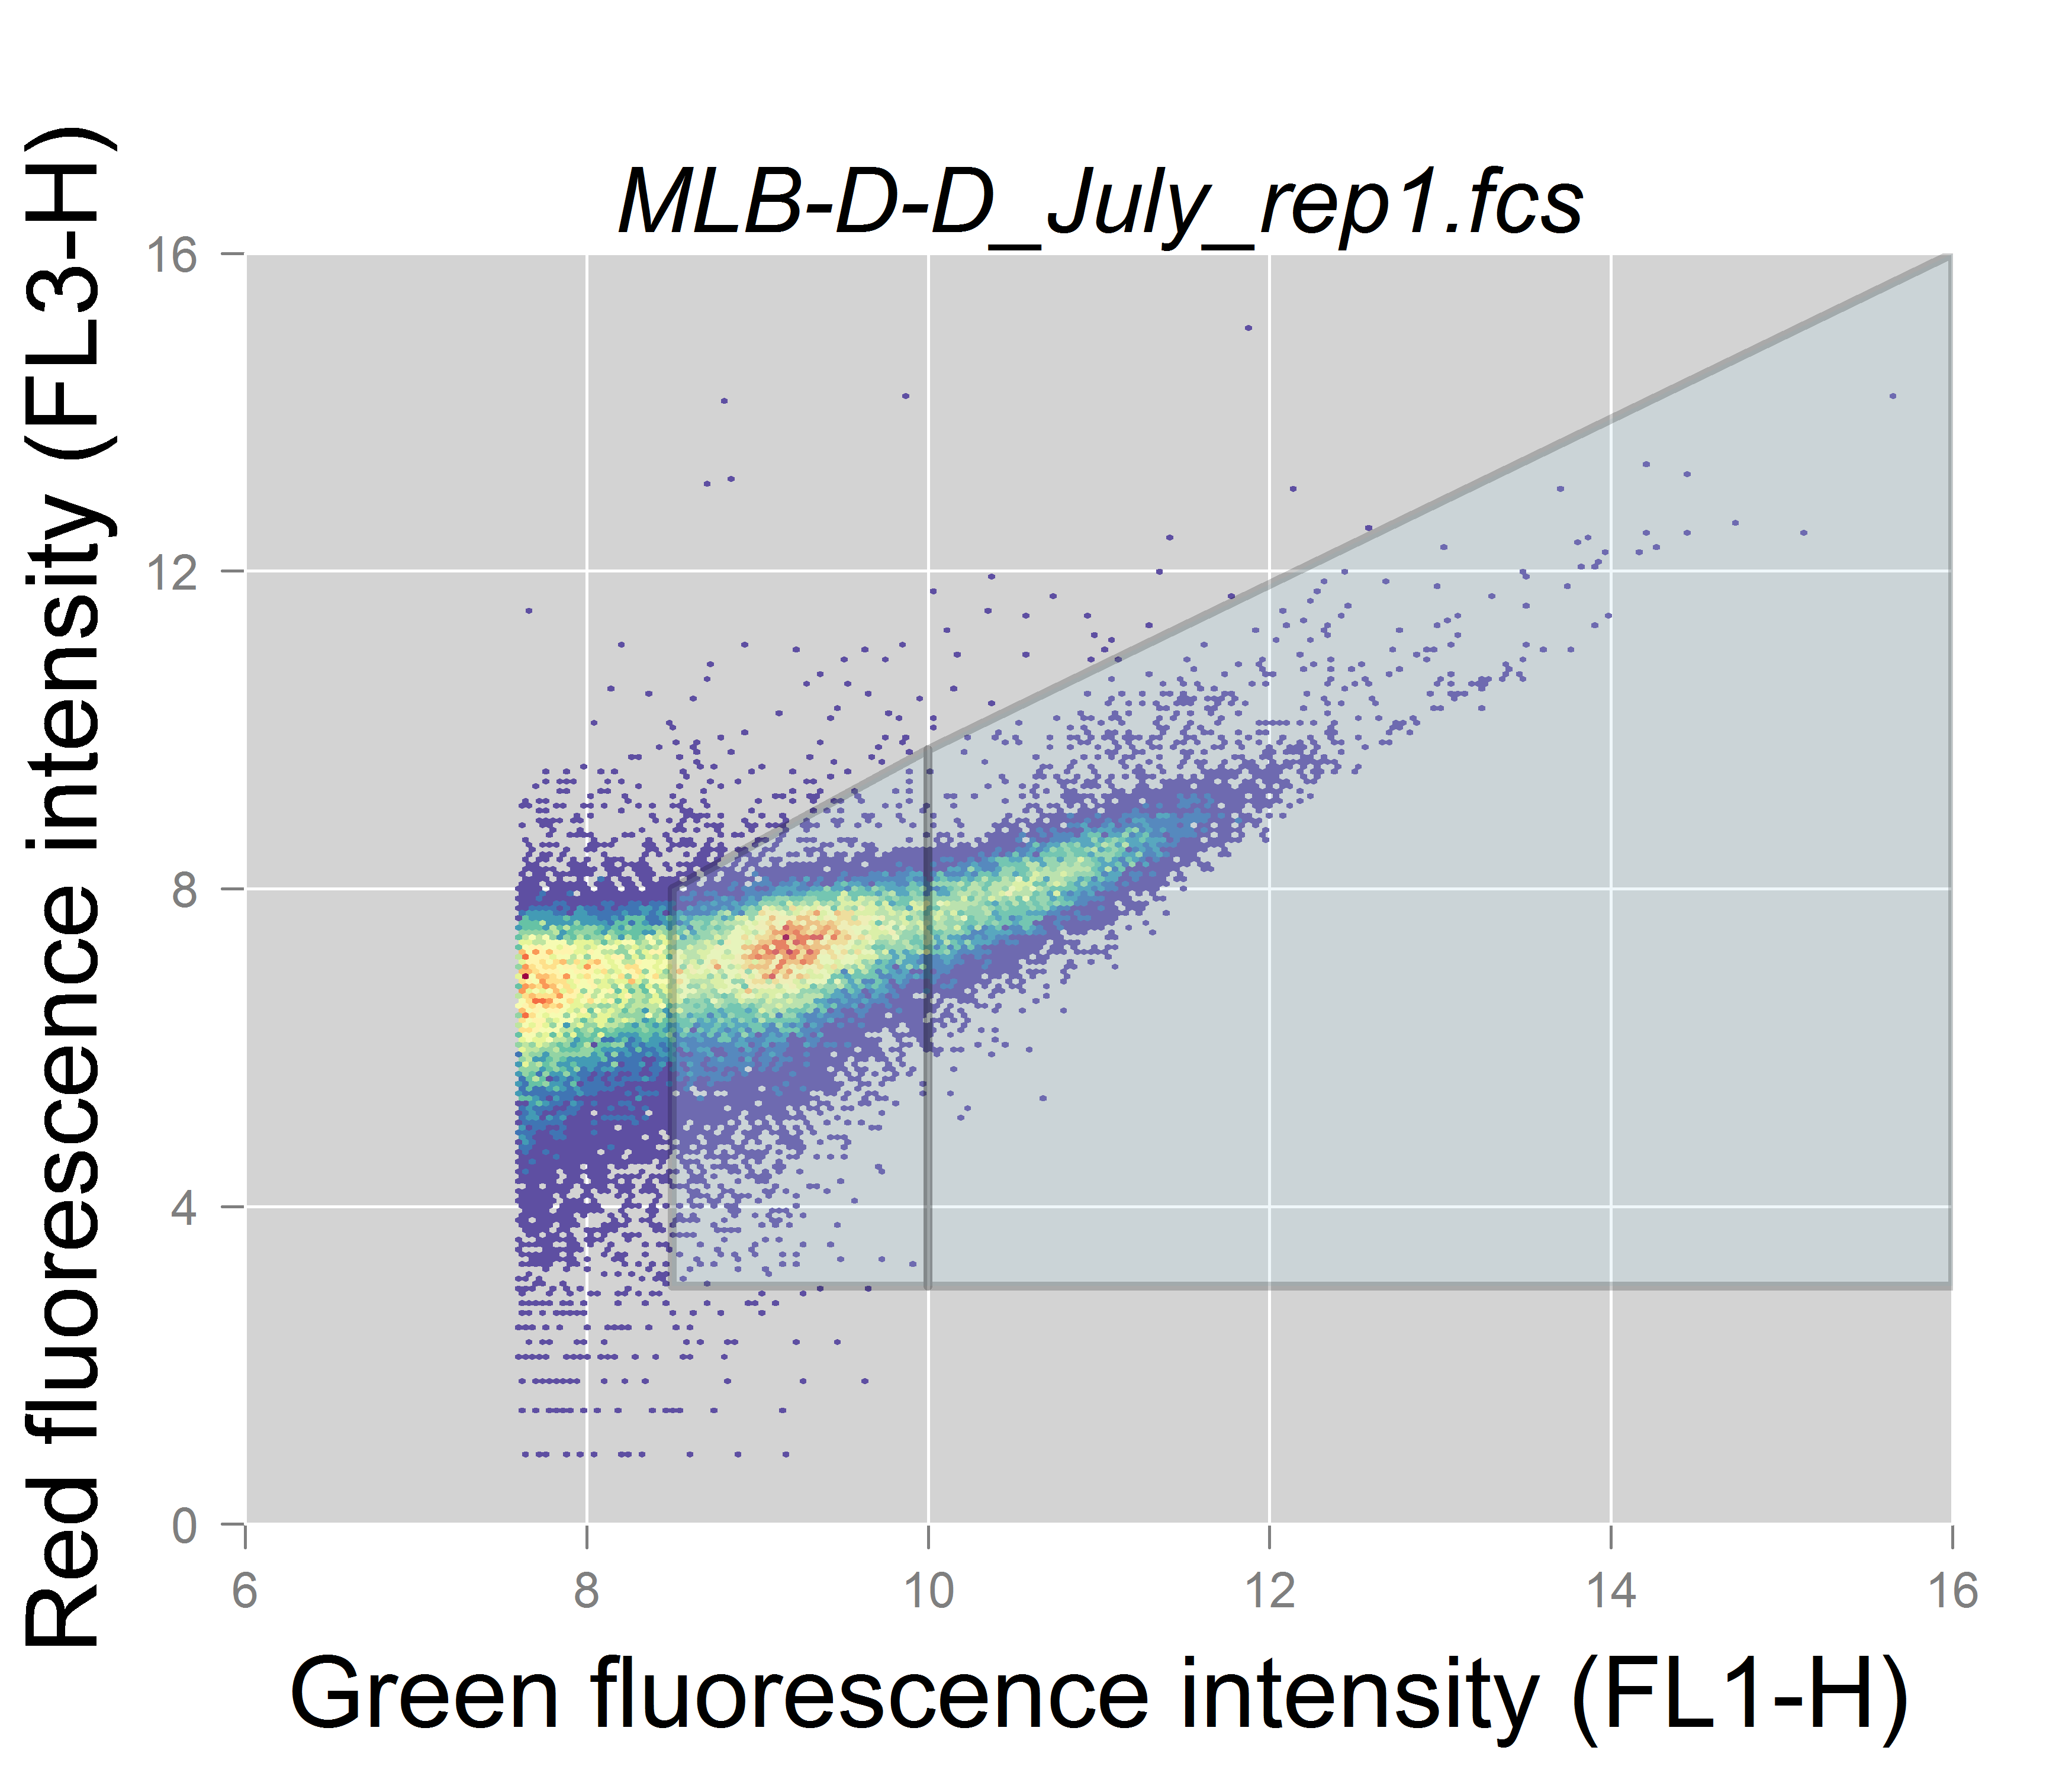 MLB-D-D_July_rep1.fcs
Red fluorescence intensity (FL3-H)
16
12
8
4
0
6 8 10 12 14 16
Green fluorescence intensity (FL1-H)